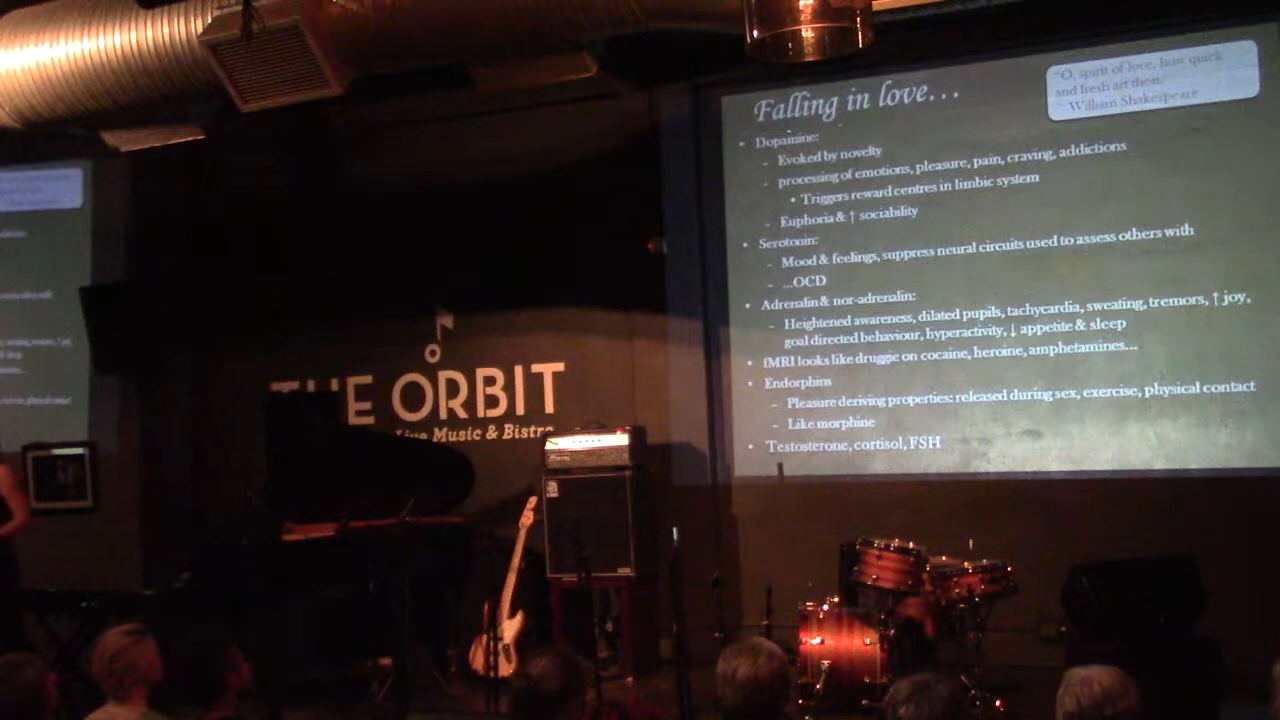 Falling in love…
"O, spirit of love, how quick
and fresh art thou."
William Shakespeare
• Dopamine:
- Evoked by novelty
- processing of emotions, pleasure, pain, craving, addictions
• Triggers reward centres in limbic system
- Euphoria & ↑ sociability
• Serotonin:
- Mood & feelings, suppress neural circuits used to assess others with
- …OCD
• Adrenalin & nor-adrenalin:
- Heightened awareness, dilated pupils, tachycardia, sweating, tremors, ↑ joy,
goal directed behaviour, hyperactivity, ↓ appetite & sleep
• fMRI looks like druggie on cocaine, heroine, amphetamines…
• Endorphins
- Pleasure deriving properties: released during sex, exercise, physical contact
- Like morphine
• Testosterone, cortisol, FSH
THE ORBIT
Live Music & Bistro